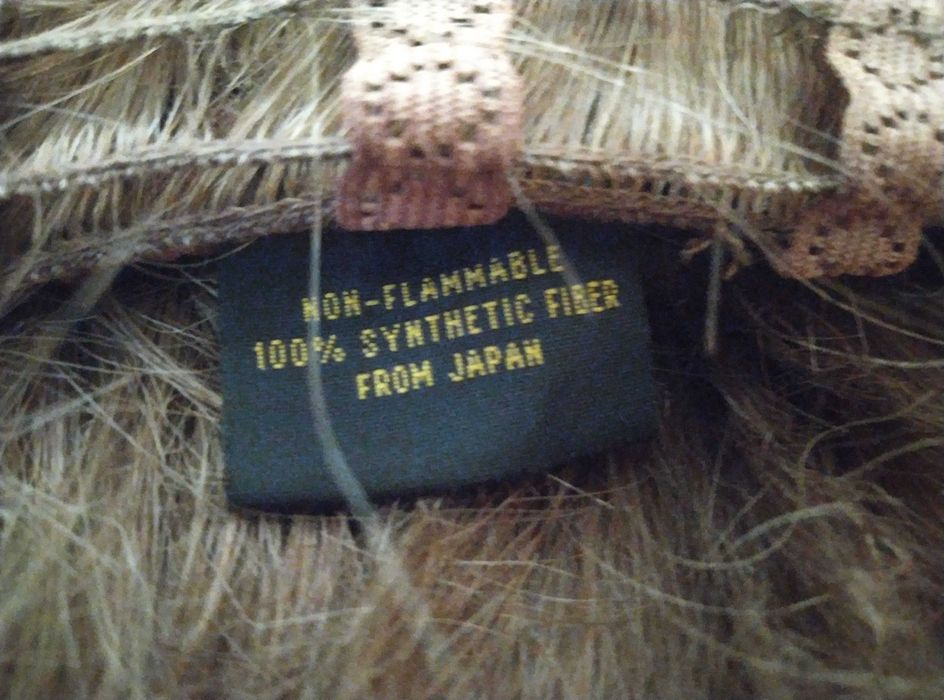 NON-FLAMMABLE
100% SYNTHETIC FIBER
FROM JAPAN